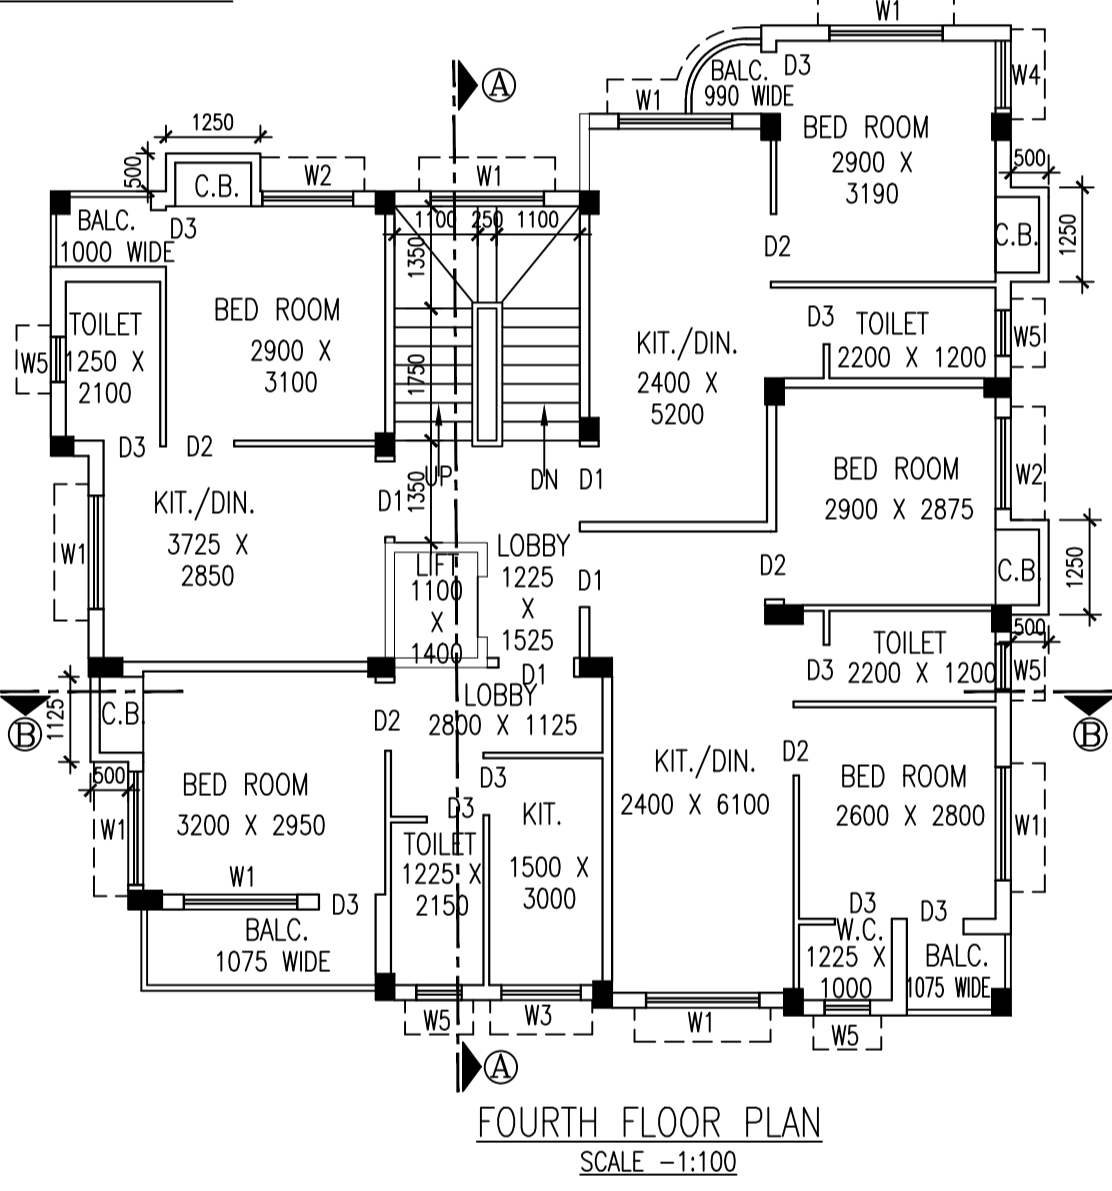 W1
BALC.
990 WIDE
D3
W4
A
W1
BED ROOM
2900 X
3190
1250
500
W2
W1
C.B.
500
BALC.
1000 WIDE
D3
1100
250
1100
1350
D2
C.B.
1250
TOILET
1250 X
2100
W5
BED ROOM
2900 X
3100
1750
KIT./DIN.
2400 X
5200
D3
TOILET
2200 X 1200
W5
D3
D2
UP
DN
D1
D1
1350
BED ROOM
2900 X 2875
W2
KIT./DIN.
3725 X
2850
W1
LIFT
1100
X
1400
LOBBY
1225
X
1525
D1
D2
C.B.
1250
500
D1
TOILET
2200 X 1200
D3
W5
B
1125
C.B.
D2
LOBBY
2800 X 1125
B
500
W1
BED ROOM
3200 X 2950
D3
D3
KIT.
1500 X
3000
KIT./DIN.
2400 X 6100
D2
BED ROOM
2600 X 2800
W1
W1
D3
TOILET
1225 X
2150
BALC.
1075 WIDE
D3
W.C.
1225 X
1000
D3
BALC.
1075 WIDE
W5
W3
W1
W5
A
FOURTH FLOOR PLAN
SCALE -1:100